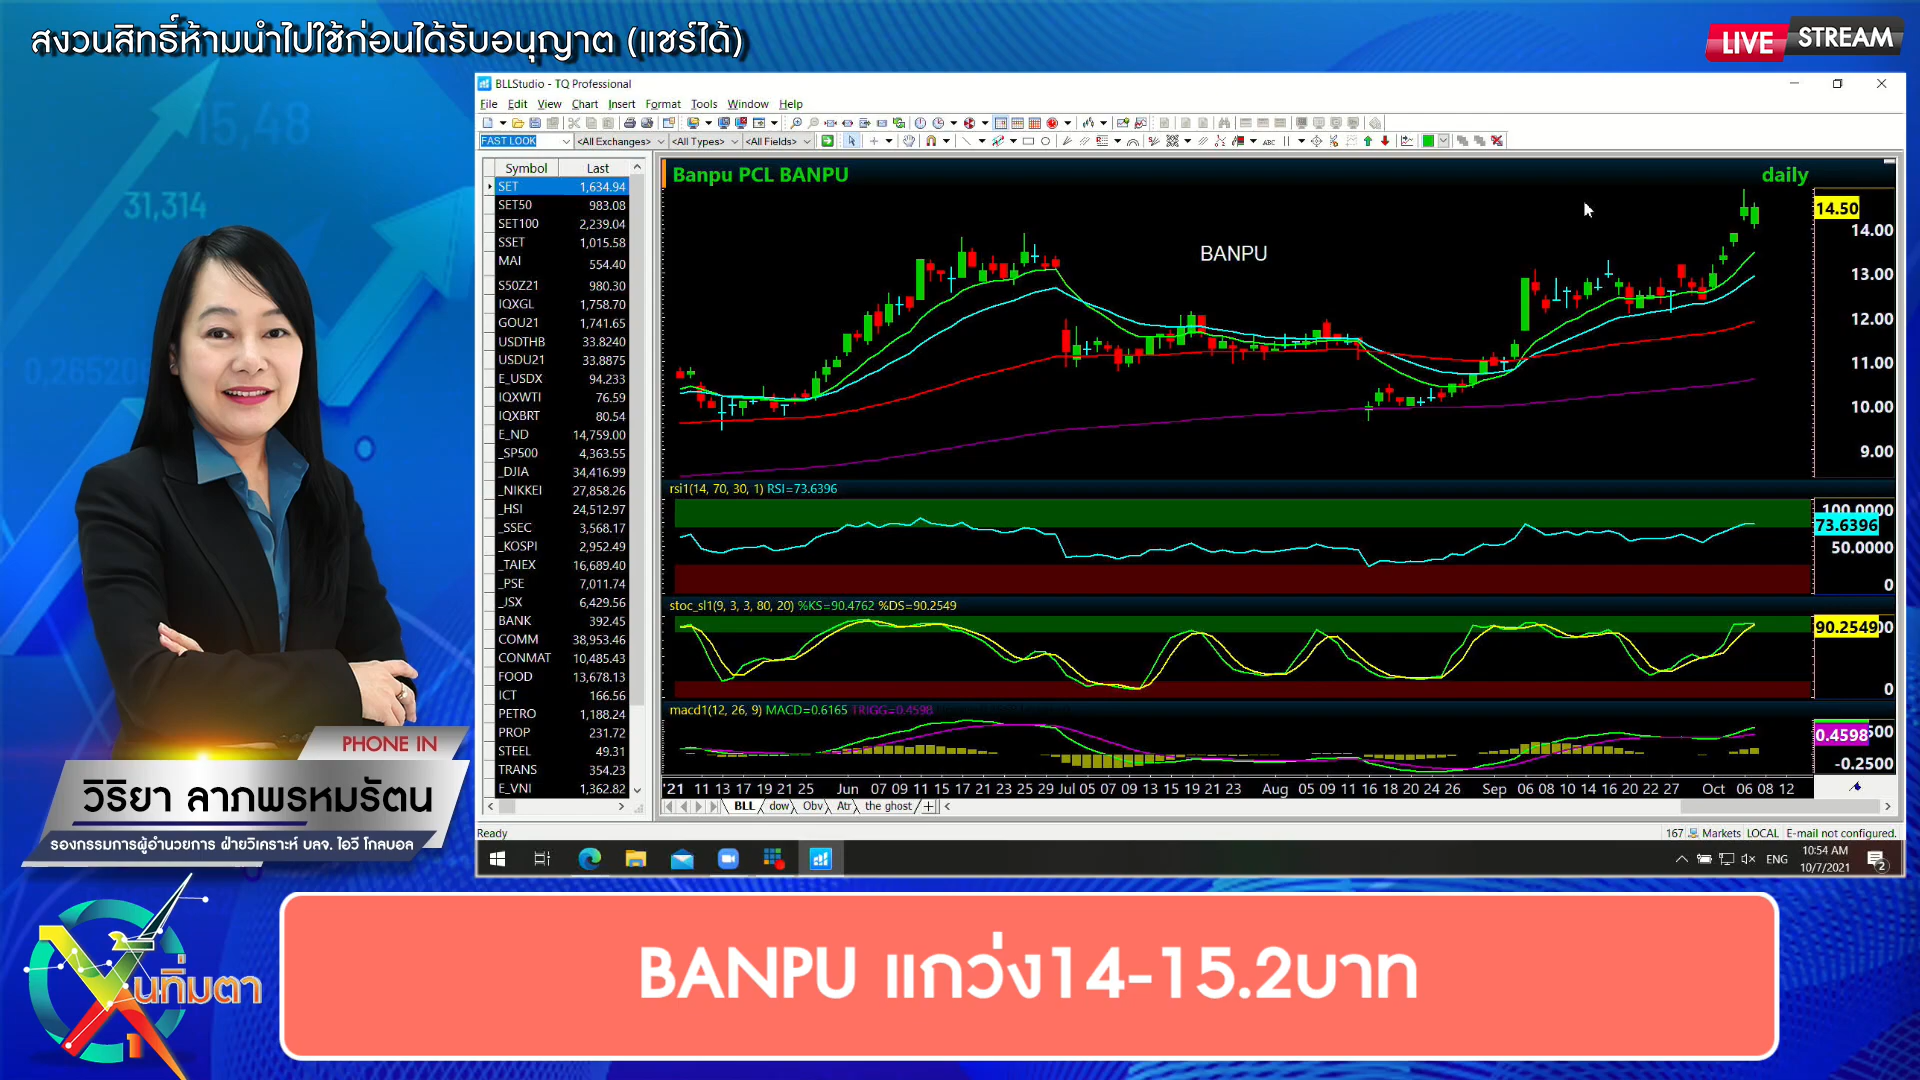 สงวนสิทธิ์ห้ามนำไปใช้ก่อนได้รับอนุญาต (แชร์ได้)
LIVE STREAM
15,48
31,314
BLLStudio - TQ Professional
File Edit View Chart Insert Format Tools Window Help
FAST LOOK <All Exchanges> <All Types> <All Fields>
Symbol Last
SET 1,634.94
SET50 983.08
SET100 2,239.04
SSET 1,015.58
MAI 554.40
S50Z21 980.30
IQXGL 1,758.70
GOU21 1,741.65
USDTHB 33.8240
USDU21 33.8875
E_USDX 94.233
IQXWTI 76.59
IQXBRT 80.54
E_ND 14,759.00
_SP500 4,363.55
_DJIA 34,416.99
_NIKKEI 27,858.26
_HSI 24,512.97
_SSEC 3,568.17
_KOSPI 2,952.49
_TAIEX 16,689.40
_PSE 7,011.74
_JSX 6,429.56
BANK 392.45
COMM 38,953.46
CONMAT 10,485.43
FOOD 13,678.13
ICT 166.56
PETRO 1,188.24
PROP 231.72
STEEL 49.31
TRANS 354.23
E_VNI 1,362.82
Banpu PCL BANPU daily
BANPU
14.50
14.00
13.00
12.00
11.00
10.00
9.00
rsi1(14, 70, 30, 1) RSI=73.6396
100.0000
73.6396
50.0000
0
stoc_sl1(9, 3, 3, 80, 20) %KS=90.4762 %DS=90.2549
90.2549
0
macd1(12, 26, 9) MACD=0.6165 TRIGG=0.4598
0.4598
-0.2500
'21 11 13 17 19 21 25 Jun 07 09 11 15 17 21 23 25 29 Jul 05 07 09 13 15 19 21 23 Aug 05 09 11 16 18 20 24 26 Sep 06 08 10 14 16 20 22 27 Oct 06 08 12
BLL dow Obv Atr the ghost
Ready 167 Markets LOCAL E-mail not configured.
ENG 10:54 AM
10/7/2021 2
PHONE IN
วิริยา ลาภพรหมรัตน
รองกรรมการผู้อำนวยการ ฝ่ายวิเคราะห์ บลจ. ไอวี โกลบอล
BANPU แกว่ง14-15.2บาท